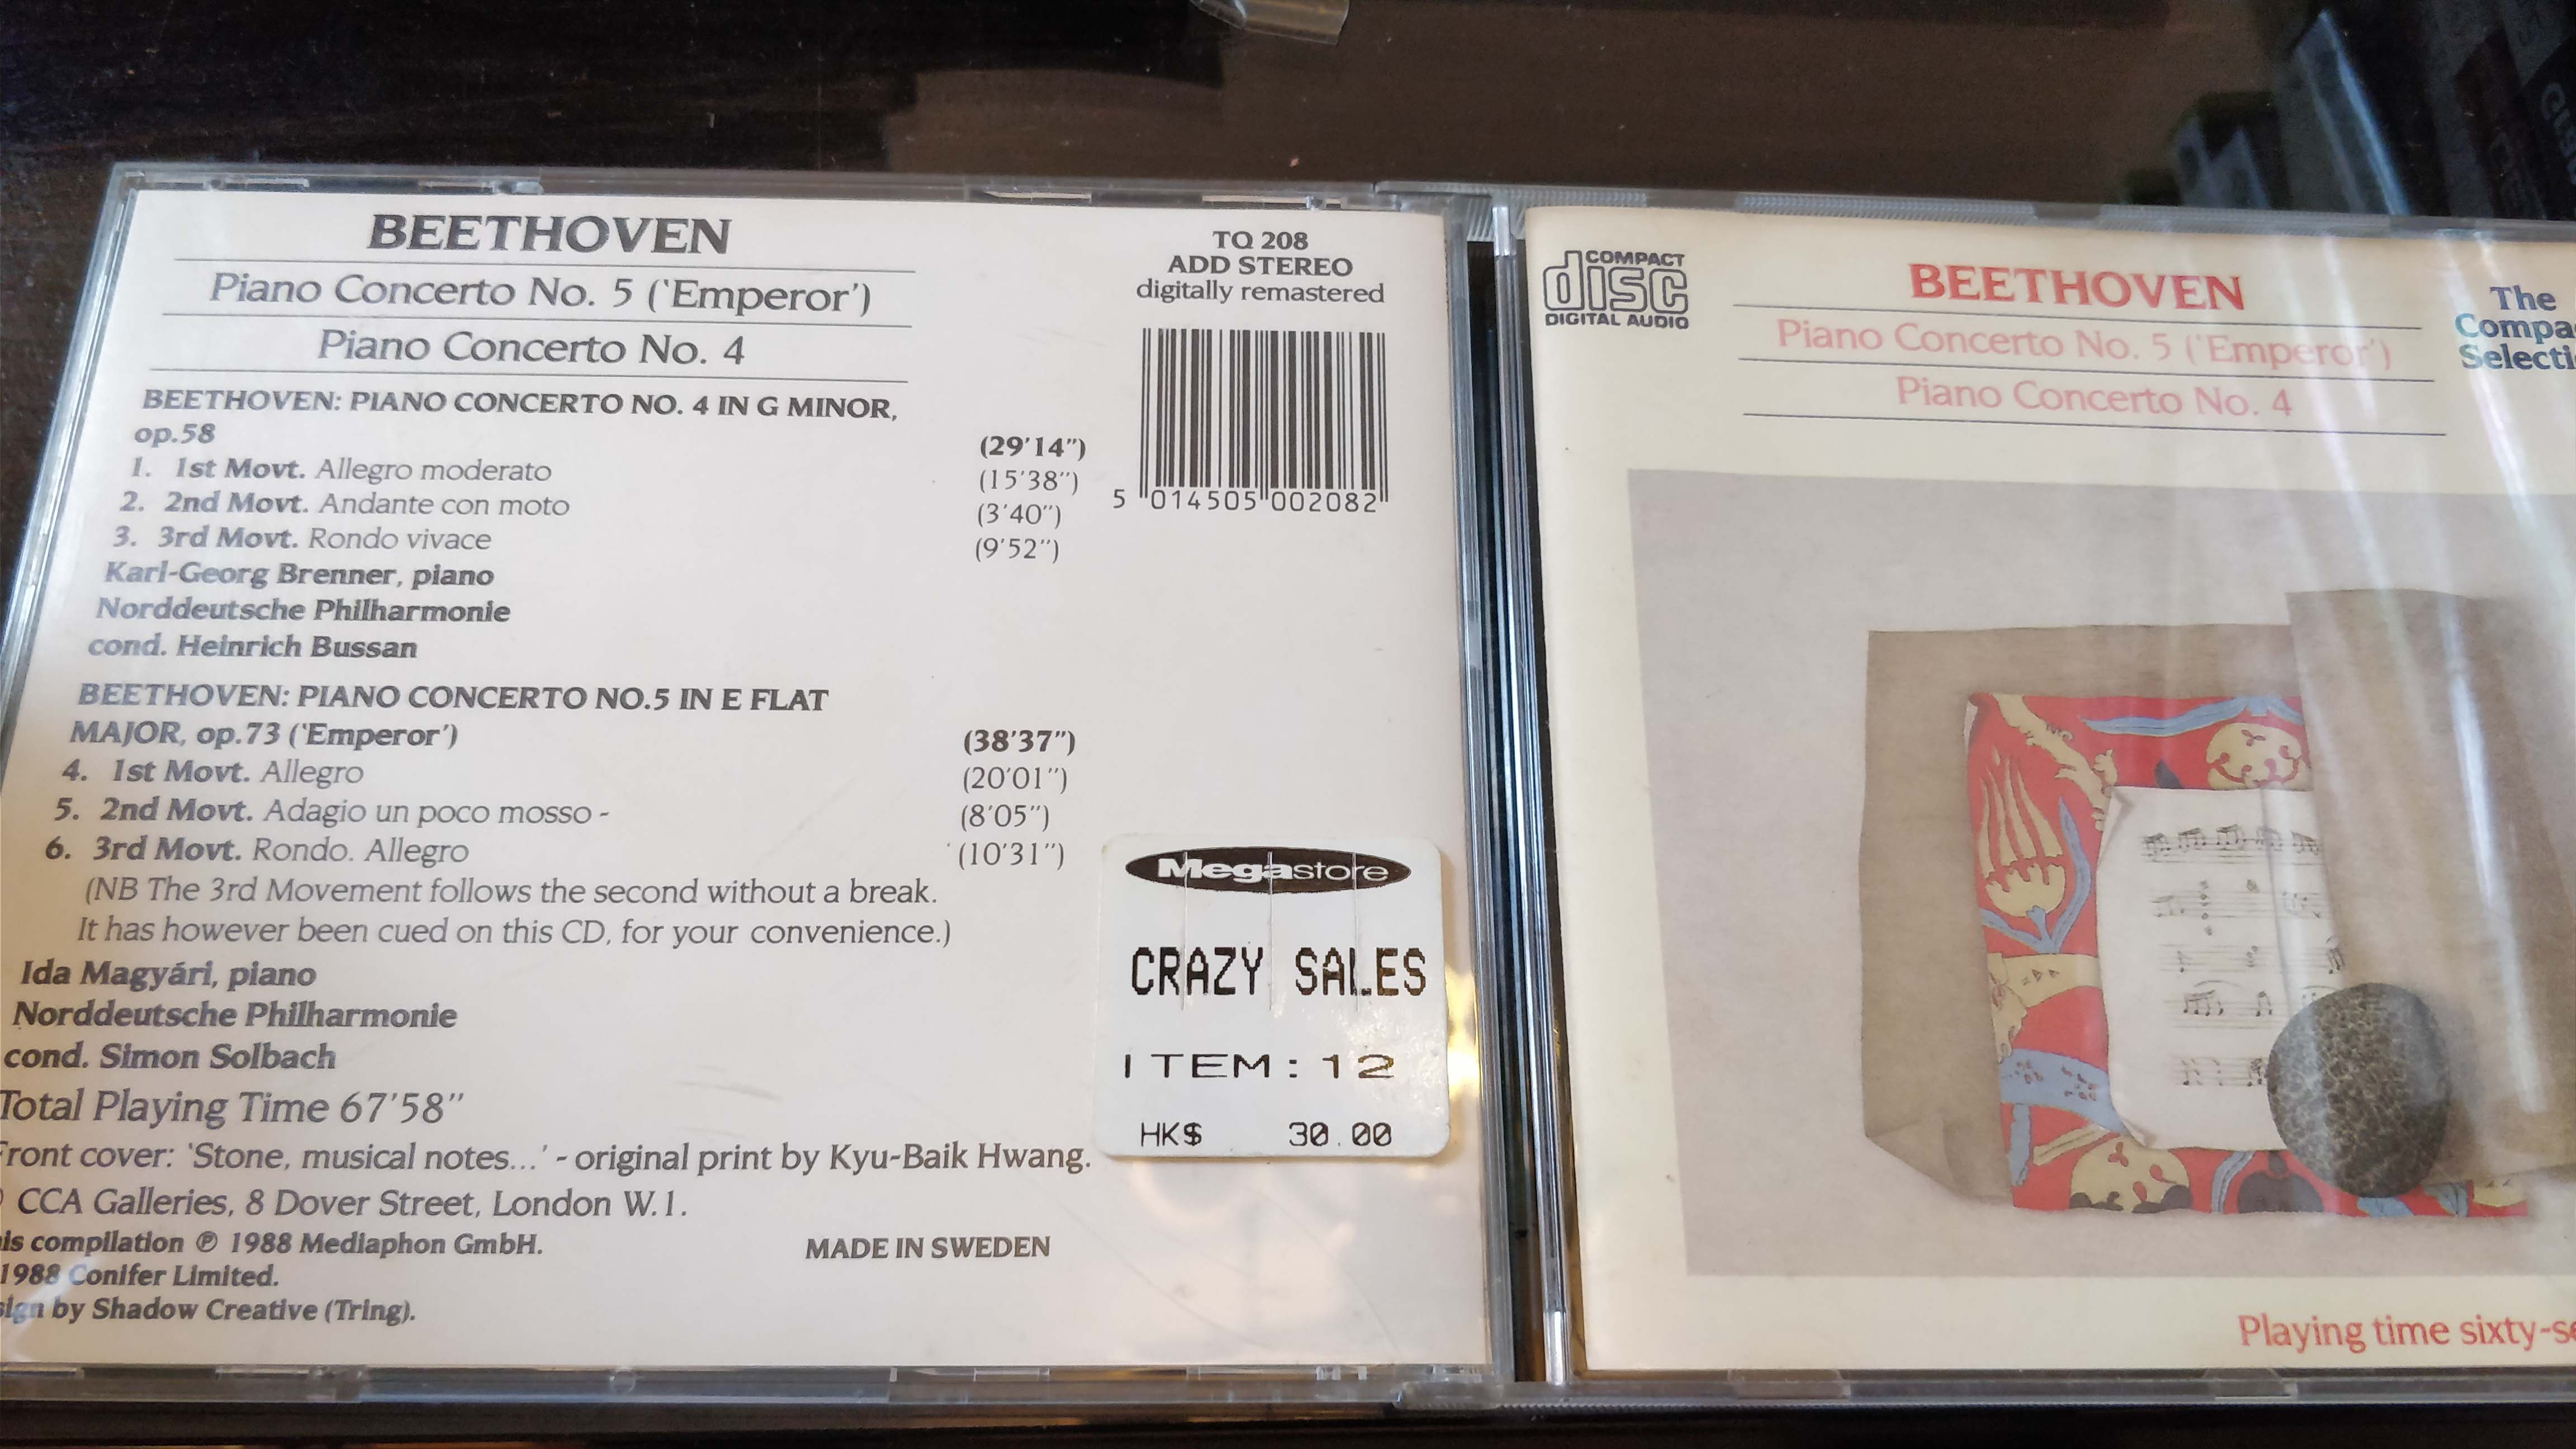 BEETHOVEN
Piano Concerto No. 5 ('Emperor')
Piano Concerto No. 4
BEETHOVEN: PIANO CONCERTO NO. 4 IN G MINOR,
op.58 (29'14")
1. 1st Movt. Allegro moderato (15'38")
2. 2nd Movt. Andante con moto (3'40")
3. 3rd Movt. Rondo vivace (9'52")
Karl-Georg Brenner, piano
Norddeutsche Philharmonie
cond. Heinrich Bussan
BEETHOVEN: PIANO CONCERTO NO.5 IN E FLAT
MAJOR, op.73 ('Emperor') (38'37")
4. 1st Movt. Allegro (20'01")
5. 2nd Movt. Adagio un poco mosso - (8'05")
6. 3rd Movt. Rondo. Allegro (10'31")
(NB The 3rd Movement follows the second without a break.
It has however been cued on this CD, for your convenience.)
Ida Magyári, piano
Norddeutsche Philharmonie
cond. Simon Solbach
Total Playing Time 67'58"
Front cover: 'Stone, musical notes...' - original print by Kyu-Baik Hwang.
CCA Galleries, 8 Dover Street, London W.1.
is compilation ℗ 1988 Mediaphon GmbH.
1988 Conifer Limited.
sign by Shadow Creative (Tring).
MADE IN SWEDEN
TQ 208
ADD STEREO
digitally remastered
5 014505 002082
Megastore
CRAZY SALES
ITEM: 12
HK$ 30.00
COMPACT
disc
DIGITAL AUDIO
BEETHOVEN
Piano Concerto No. 5 ('Emperor')
Piano Concerto No. 4
The
Compa
Selecti
Playing time sixty-se